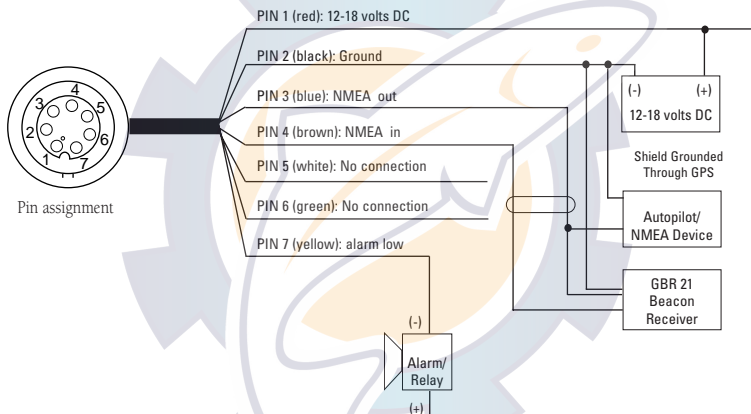 PIN 1 (red): 12-18 volts DC
PIN 2 (black): Ground
PIN 3 (blue): NMEA out
PIN 4 (brown): NMEA in
PIN 5 (white): No connection
PIN 6 (green): No connection
PIN 7 (yellow): alarm low
4
3
5
2
6
1
7
Pin assignment
(-)
(+)
12-18 volts DC
Shield Grounded
Through GPS
Autopilot/
NMEA Device
GBR 21
Beacon
Receiver
(-)
Alarm/
Relay
(+)